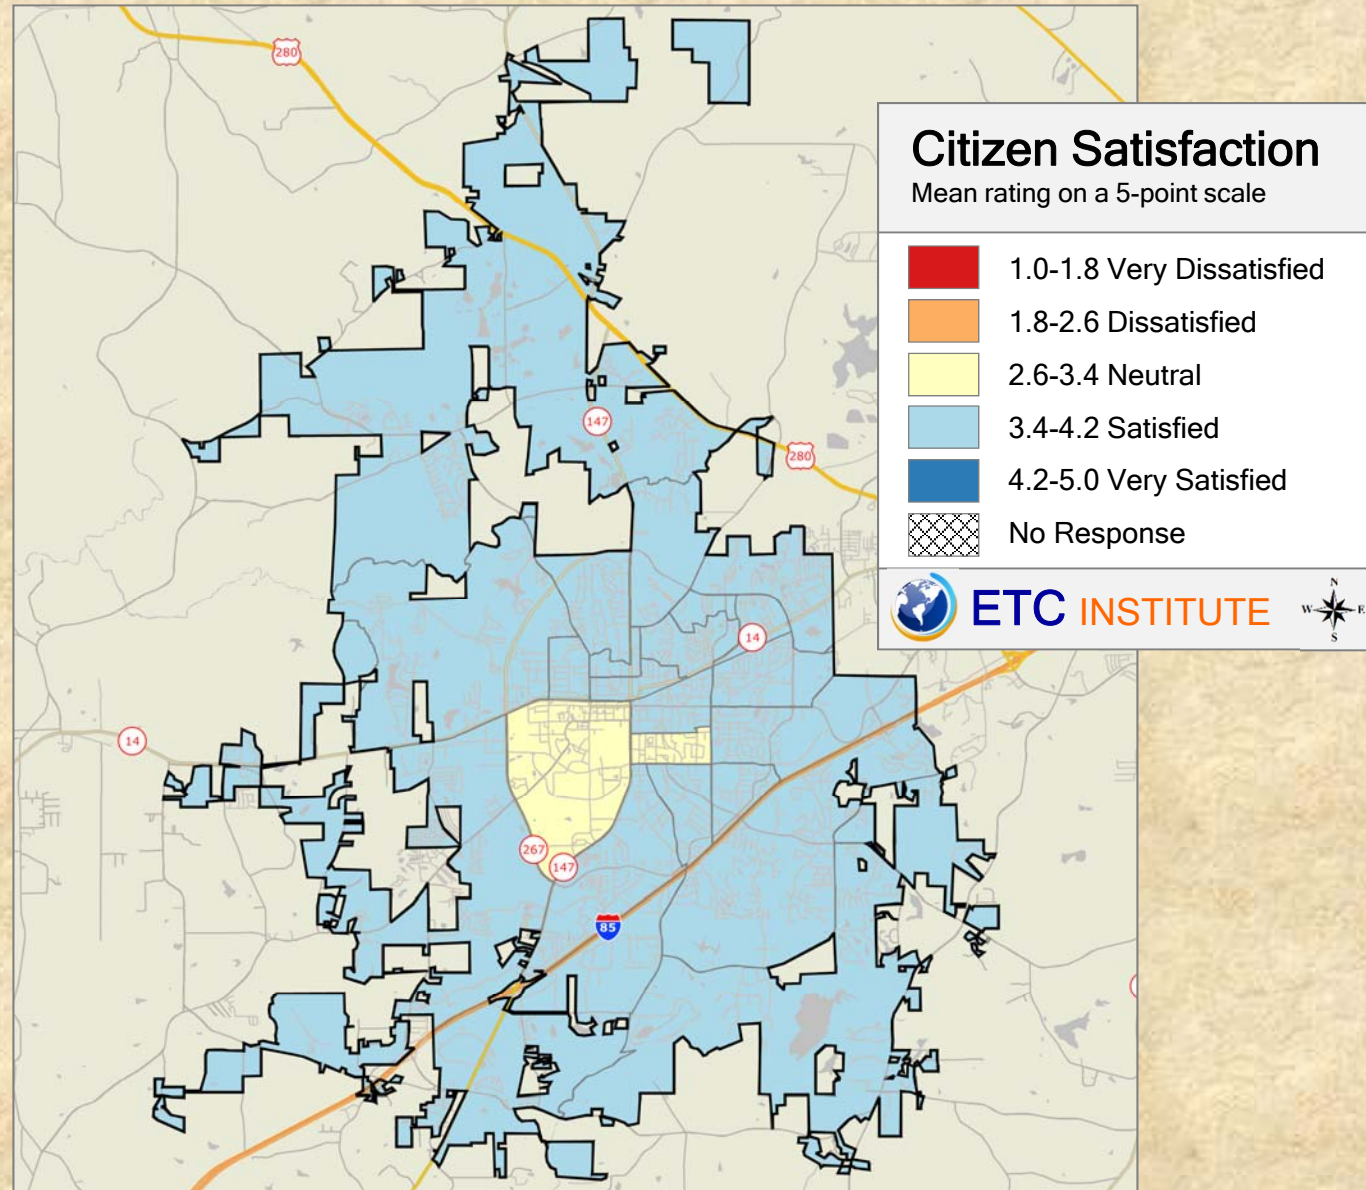 280
Citizen Satisfaction
Mean rating on a 5-point scale
1.0-1.8 Very Dissatisfied
1.8-2.6 Dissatisfied
2.6-3.4 Neutral
3.4-4.2 Satisfied
147
280
4.2-5.0 Very Satisfied
No Response
ETC INSTITUTE
N
W E
S
14
14
267
147
85